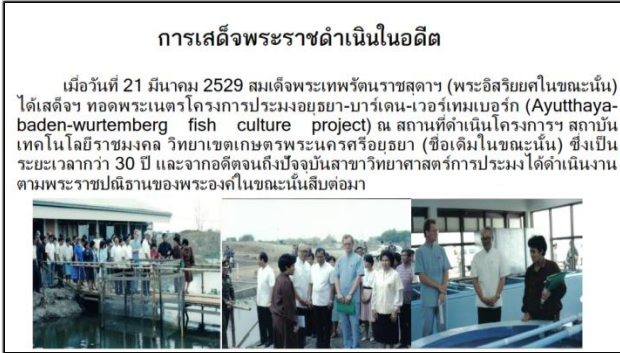 การเสด็จพระราชดำเนินในอดีต
เมื่อวันที่ 21 มีนาคม 2529 สมเด็จพระเทพรัตนราชสุดาฯ (พระอิสริยยศในขณะนั้น)
ได้เสด็จฯ ทอดพระเนตรโครงการประมงอยุธยา-บาร์เดน-เวอร์เทมเบอร์ก (Ayutthaya-
baden-wurtemberg fish culture project) ณ สถานที่ดำเนินโครงการฯ สถาบัน
เทคโนโลยีราชมงคล วิทยาเขตเกษตรพระนครศรีอยุธยา (ชื่อเดิมในขณะนั้น) ซึ่งเป็น
ระยะเวลากว่า 30 ปี และจากอดีตจนถึงปัจจุบันสาขาวิทยาศาสตร์การประมงได้ดำเนินงาน
ตามพระราชปณิธานของพระองค์ในขณะนั้นสืบต่อมา